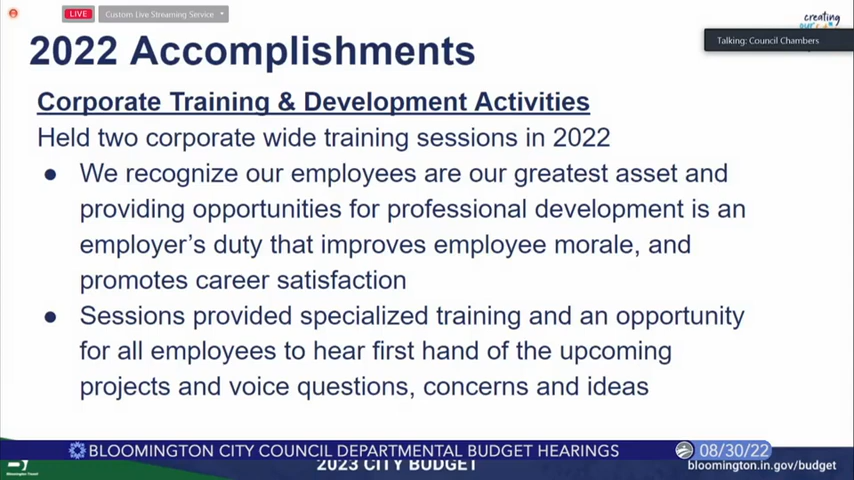 LIVE
Custom Live Streaming Service
creating
Talking: Council Chambers
2022 Accomplishments
Corporate Training & Development Activities
Held two corporate wide training sessions in 2022
● We recognize our employees are our greatest asset and
providing opportunities for professional development is an
employer’s duty that improves employee morale, and
promotes career satisfaction
● Sessions provided specialized training and an opportunity
for all employees to hear first hand of the upcoming
projects and voice questions, concerns and ideas
BLOOMINGTON CITY COUNCIL DEPARTMENTAL BUDGET HEARINGS
08/30/22
2023 CITY BUDGET
bloomington.in.gov/budget
Bloomington Transit